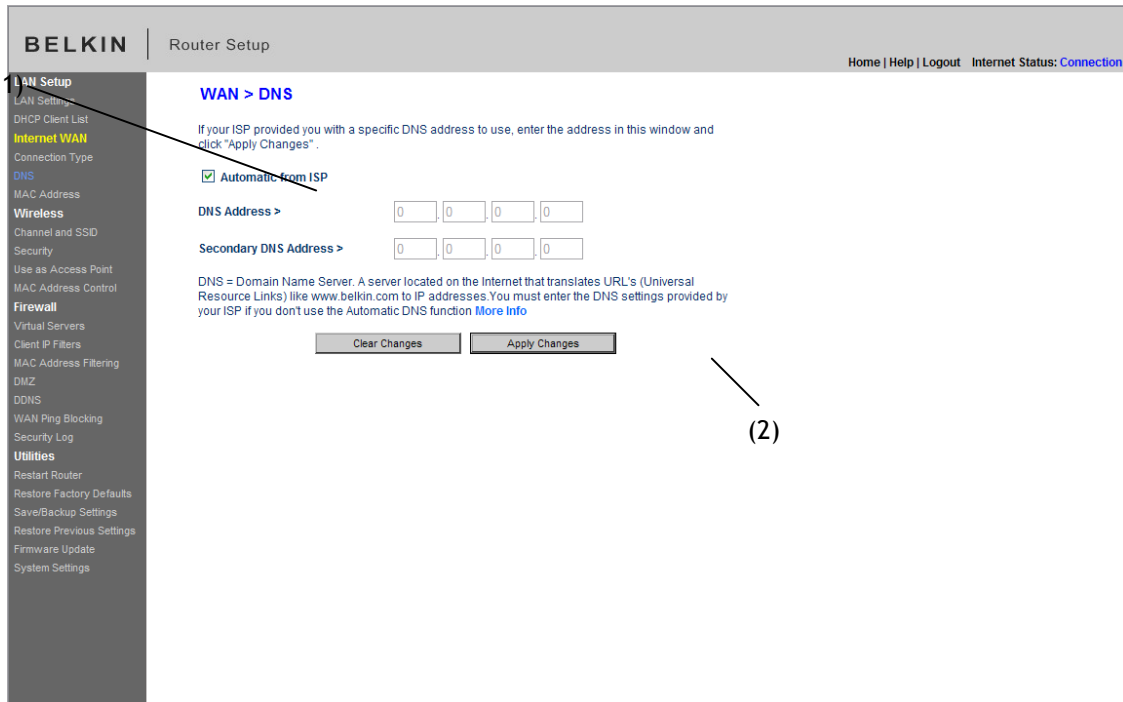 BELKIN
Router Setup
Home | Help | Logout Internet Status: Connection
1)
LAN Setup
LAN Settings
DHCP Client List
Internet WAN
Connection Type
DNS
MAC Address
Wireless
Channel and SSID
Security
Use as Access Point
MAC Address Control
Firewall
Virtual Servers
Client IP Filters
MAC Address Filtering
DMZ
DDNS
WAN Ping Blocking
Security Log
Utilities
Restart Router
Restore Factory Defaults
Save/Backup Settings
Restore Previous Settings
Firmware Update
System Settings
WAN > DNS
If your ISP provided you with a specific DNS address to use, enter the address in this window and
click "Apply Changes" .
Automatic from ISP
DNS Address > 0 . 0 . 0 . 0
Secondary DNS Address > 0 . 0 . 0 . 0
DNS = Domain Name Server. A server located on the Internet that translates URL's (Universal
Resource Links) like www.belkin.com to IP addresses.You must enter the DNS settings provided by
your ISP if you don't use the Automatic DNS function More Info
Clear Changes Apply Changes
(2)